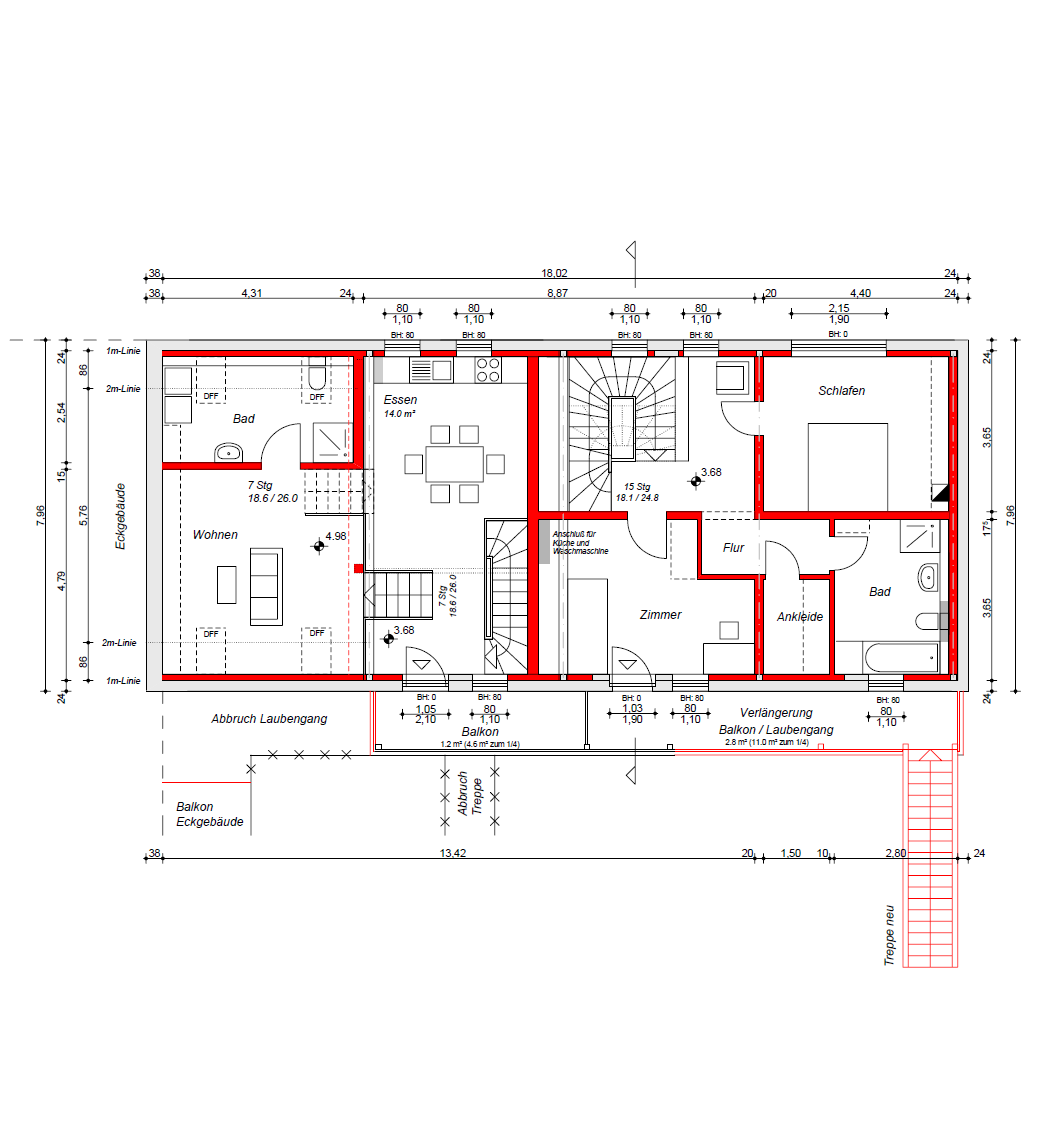 38
18,02
24
38
4,31
24
8,87
20
4,40
24
80
1,10
80
1,10
80
1,10
80
1,10
2,15
1,90
BH: 80
BH: 80
BH: 80
BH: 80
BH: 0
24
1m-Linie
86
2m-Linie
2,54
15
7,96
5,76
4,79
2m-Linie
86
1m-Linie
24
Eckgebäude
DFF
DFF
Bad
7 Stg
18.6 / 26.0
Wohnen
4.98
DFF
DFF
Essen
14.0 m²
7 Stg
18.6 / 26.0
3.68
15 Stg
18.1 / 24.8
3.68
Schlafen
Anschluß für
Küche und
Waschmaschine
Flur
Zimmer
Ankleide
Bad
24
3,65
17⁵
7,96
3,65
24
BH: 0
BH: 80
BH: 0
BH: 80
BH: 80
1,05
2,10
80
1,10
1,03
1,90
80
1,10
80
1,10
Abbruch Laubengang
Balkon
1.2 m² (4.6 m² zum 1/4)
Verlängerung
Balkon / Laubengang
2.8 m² (11.0 m² zum 1/4)
Balkon
Eckgebäude
Abbruch
Treppe
38
13,42
20
1,50
10
2,80
24
Treppe neu